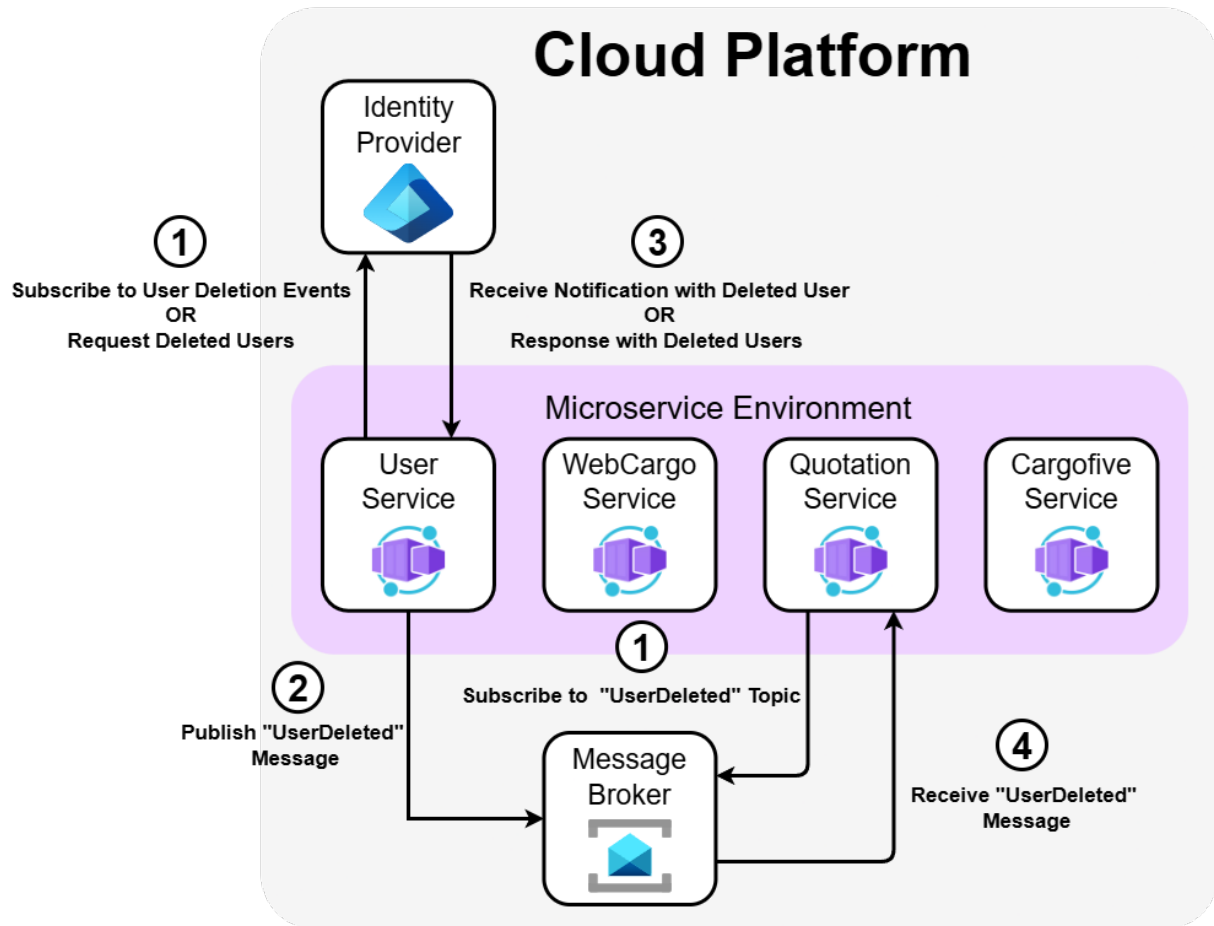 Cloud Platform
Identity
Provider
1
Subscribe to User Deletion Events
OR
Request Deleted Users
3
Receive Notification with Deleted User
OR
Response with Deleted Users
Microservice Environment
User
Service
WebCargo
Service
Quotation
Service
Cargofive
Service
2
Publish "UserDeleted"
Message
1
Subscribe to "UserDeleted" Topic
Message
Broker
4
Receive "UserDeleted"
Message